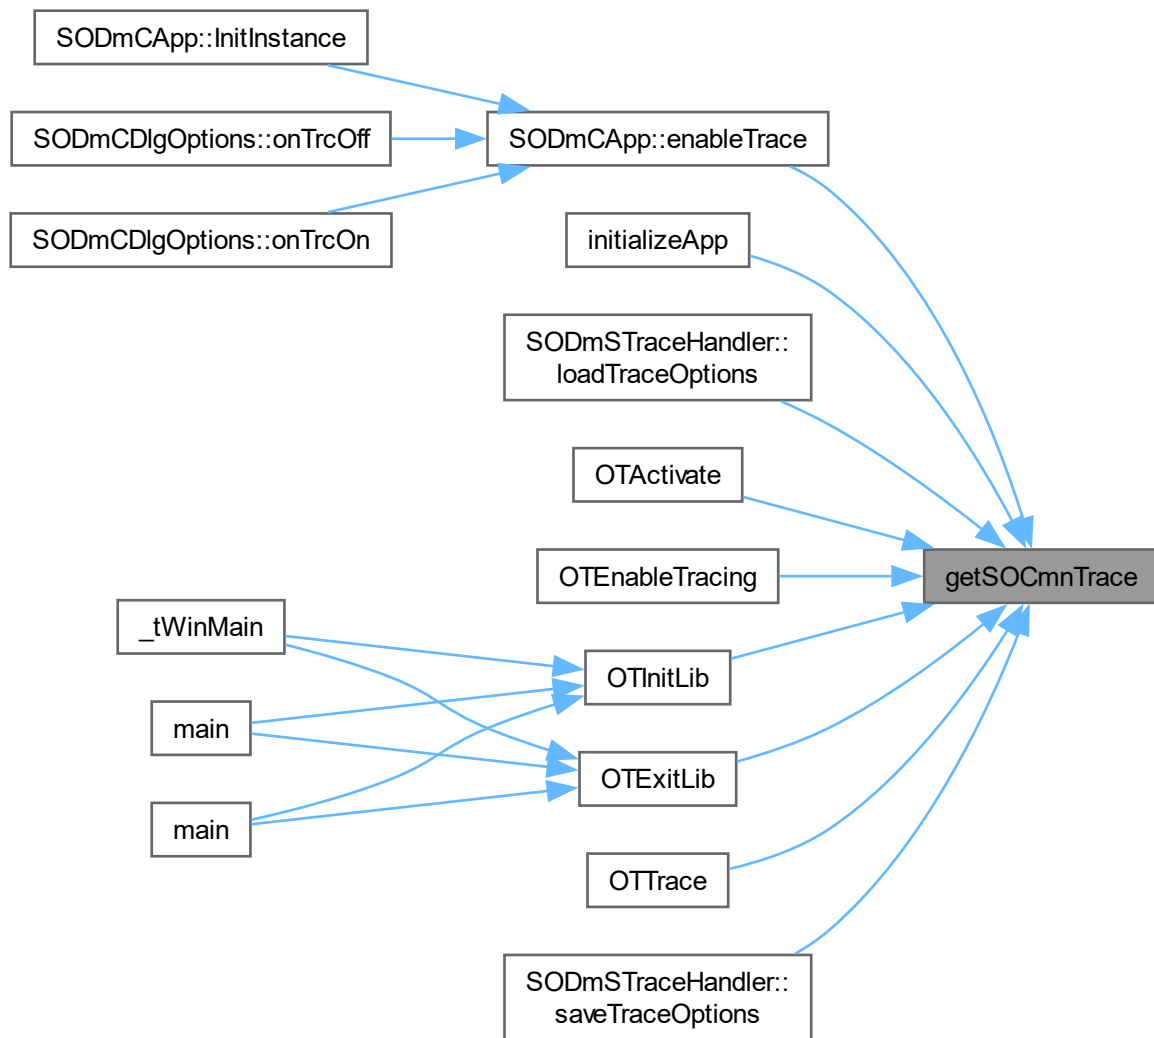 SODmCApp::InitInstance
SODmCDlgOptions::onTrcOff
SODmCApp::enableTrace
SODmCDlgOptions::onTrcOn
initializeApp
SODmSTraceHandler::
loadTraceOptions
OTActivate
OTEnableTracing
getSOCmnTrace
_tWinMain
OTInitLib
main
OTExitLib
main
OTTrace
SODmSTraceHandler::
saveTraceOptions